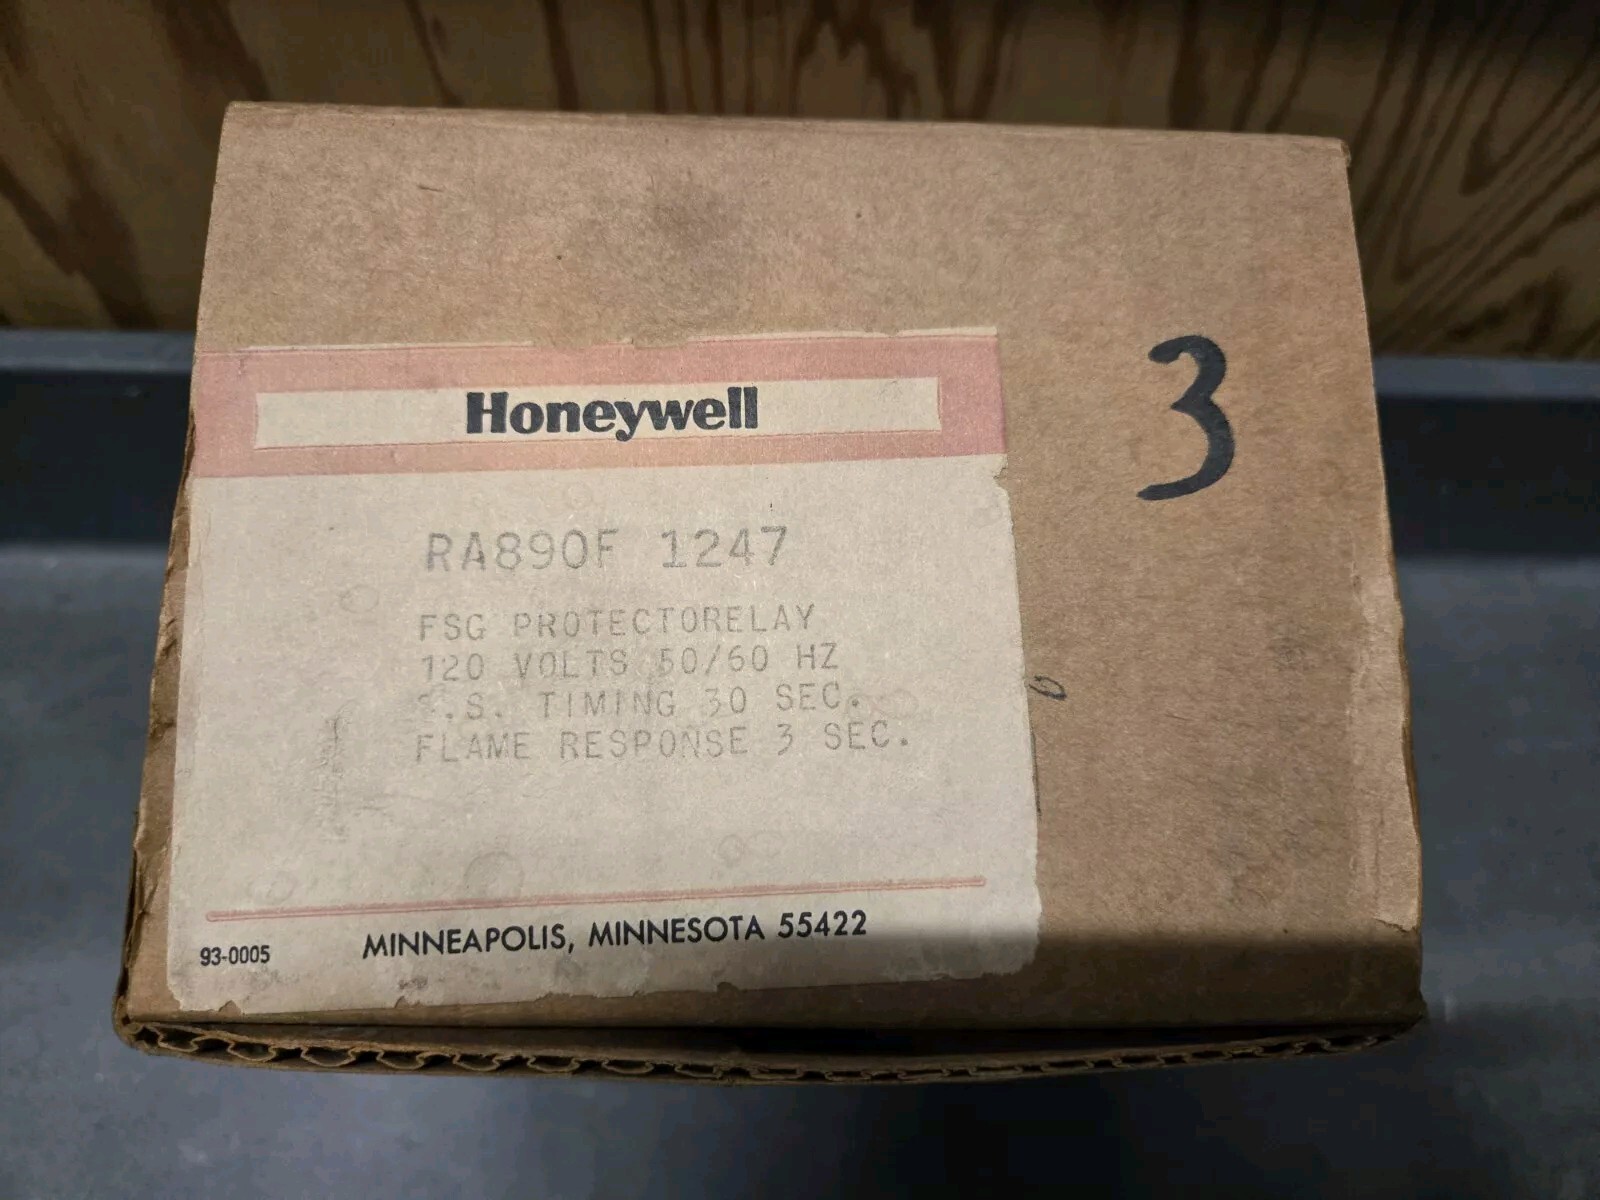 Honeywell
3
RA890F 1247
FSG PROTECTORELAY
120 VOLTS 50/60 HZ
.S. TIMING 30 SEC.
FLAME RESPONSE 3 SEC.
93-0005 MINNEAPOLIS, MINNESOTA 55422